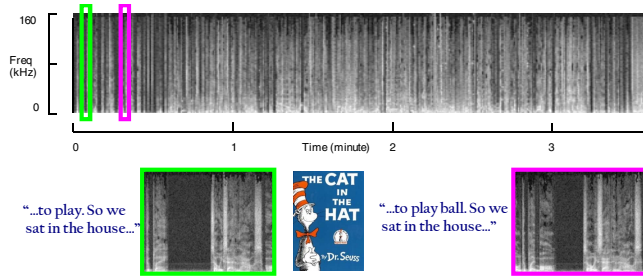 160
Freq
(kHz)
0
0
1
Time (minute)
2
3
“...to play. So we
sat in the house...”
THE CAT
IN
THE
HAT
By Dr. Seuss
“...to play ball. So we
sat in the house...”